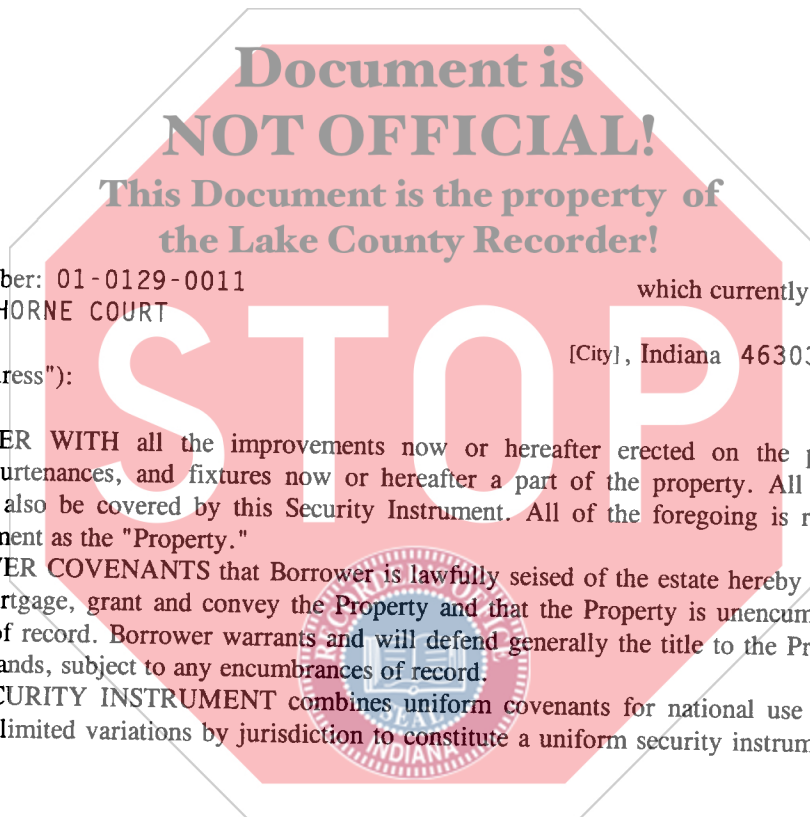 Document is
NOT OFFICIAL!
This Document is the property of
the Lake County Recorder!
ber: 01-0129-0011
which currently
HORNE COURT
[City], Indiana 46303
ress"):
STOP
ER WITH all the improvements now or hereafter erected on the
urtenances, and fixtures now or hereafter a part of the property. All
also be covered by this Security Instrument. All of the foregoing is r
ment as the "Property."
ER COVENANTS that Borrower is lawfully seised of the estate hereby
rtgage, grant and convey the Property and that the Property is unencum
of record. Borrower warrants and will defend generally the title to the Pr
ands, subject to any encumbrances of record.
CURITY INSTRUMENT combines uniform covenants for national use
limited variations by jurisdiction to constitute a uniform security instrum
SEAL
INDIANA